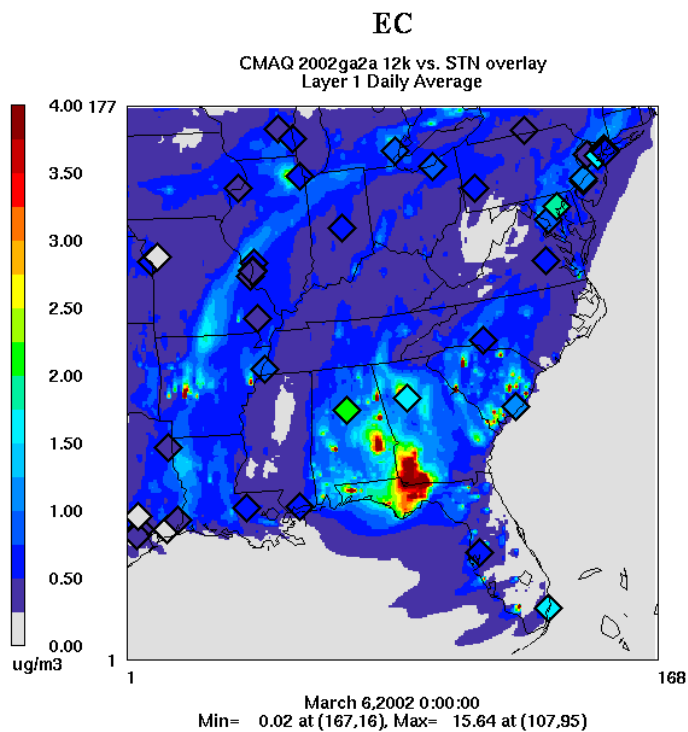 EC
CMAQ 2002ga2a 12k vs. STN overlay
Layer 1 Daily Average
4.00
3.50
3.00
2.50
2.00
1.50
1.00
0.50
0.00
ug/m3
177
1
1
168
March 6,2002 0:00:00
Min= 0.02 at (167,16), Max= 15.64 at (107,95)